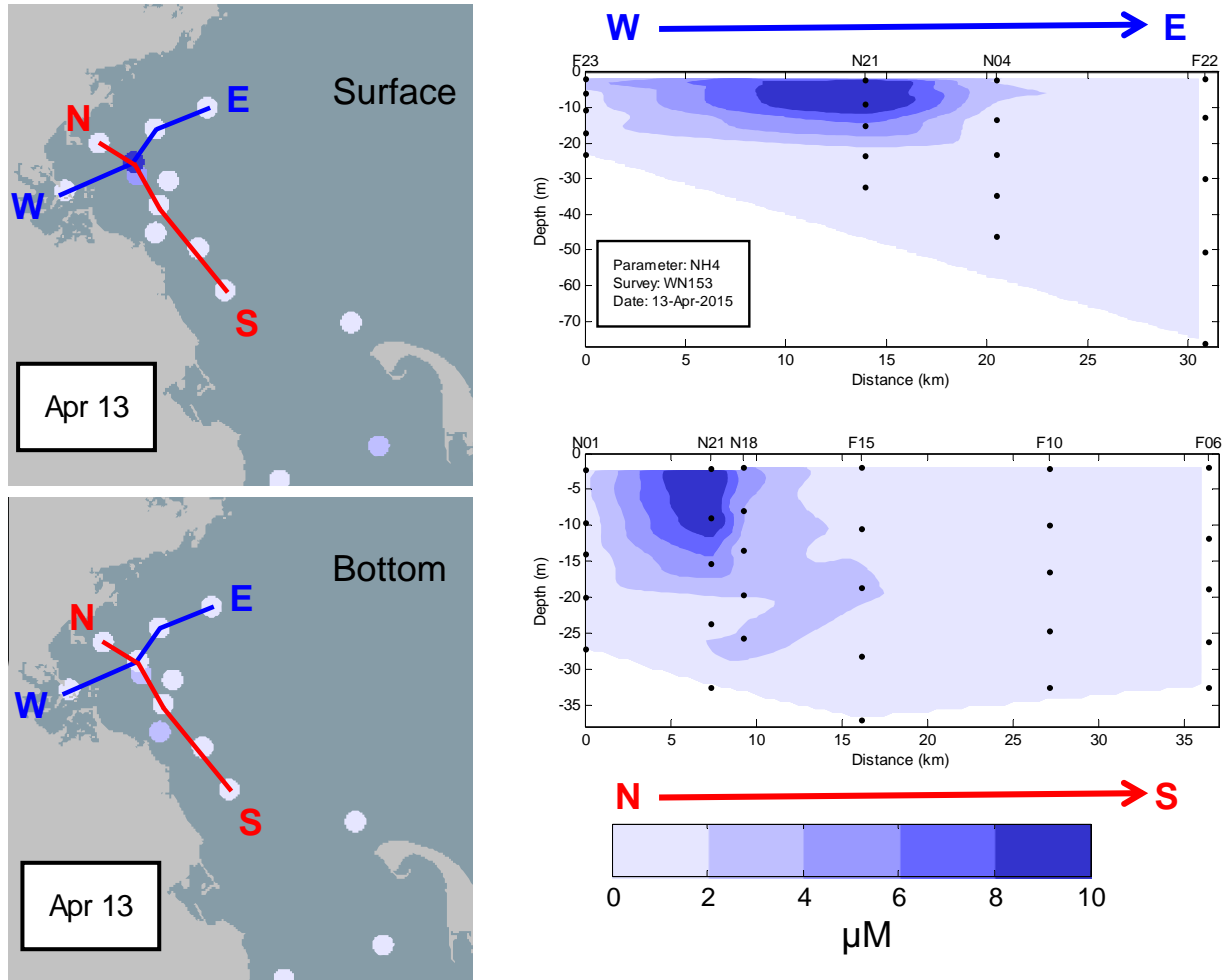 Surface
N
E
W
S
Apr 13
Bottom
N
E
W
S
Apr 13
W E
F23 N21 N04 F22
0
-10
-20
-30
-40
-50
-60
-70
Depth (m)
Parameter: NH4
Survey: WN153
Date: 13-Apr-2015
0 5 10 15 20 25 30
Distance (km)
N01 N21 N18 F15 F10 F06
0
-5
-10
-15
-20
-25
-30
-35
Depth (m)
0 5 10 15 20 25 30 35
Distance (km)
N S
0 2 4 6 8 10
µM